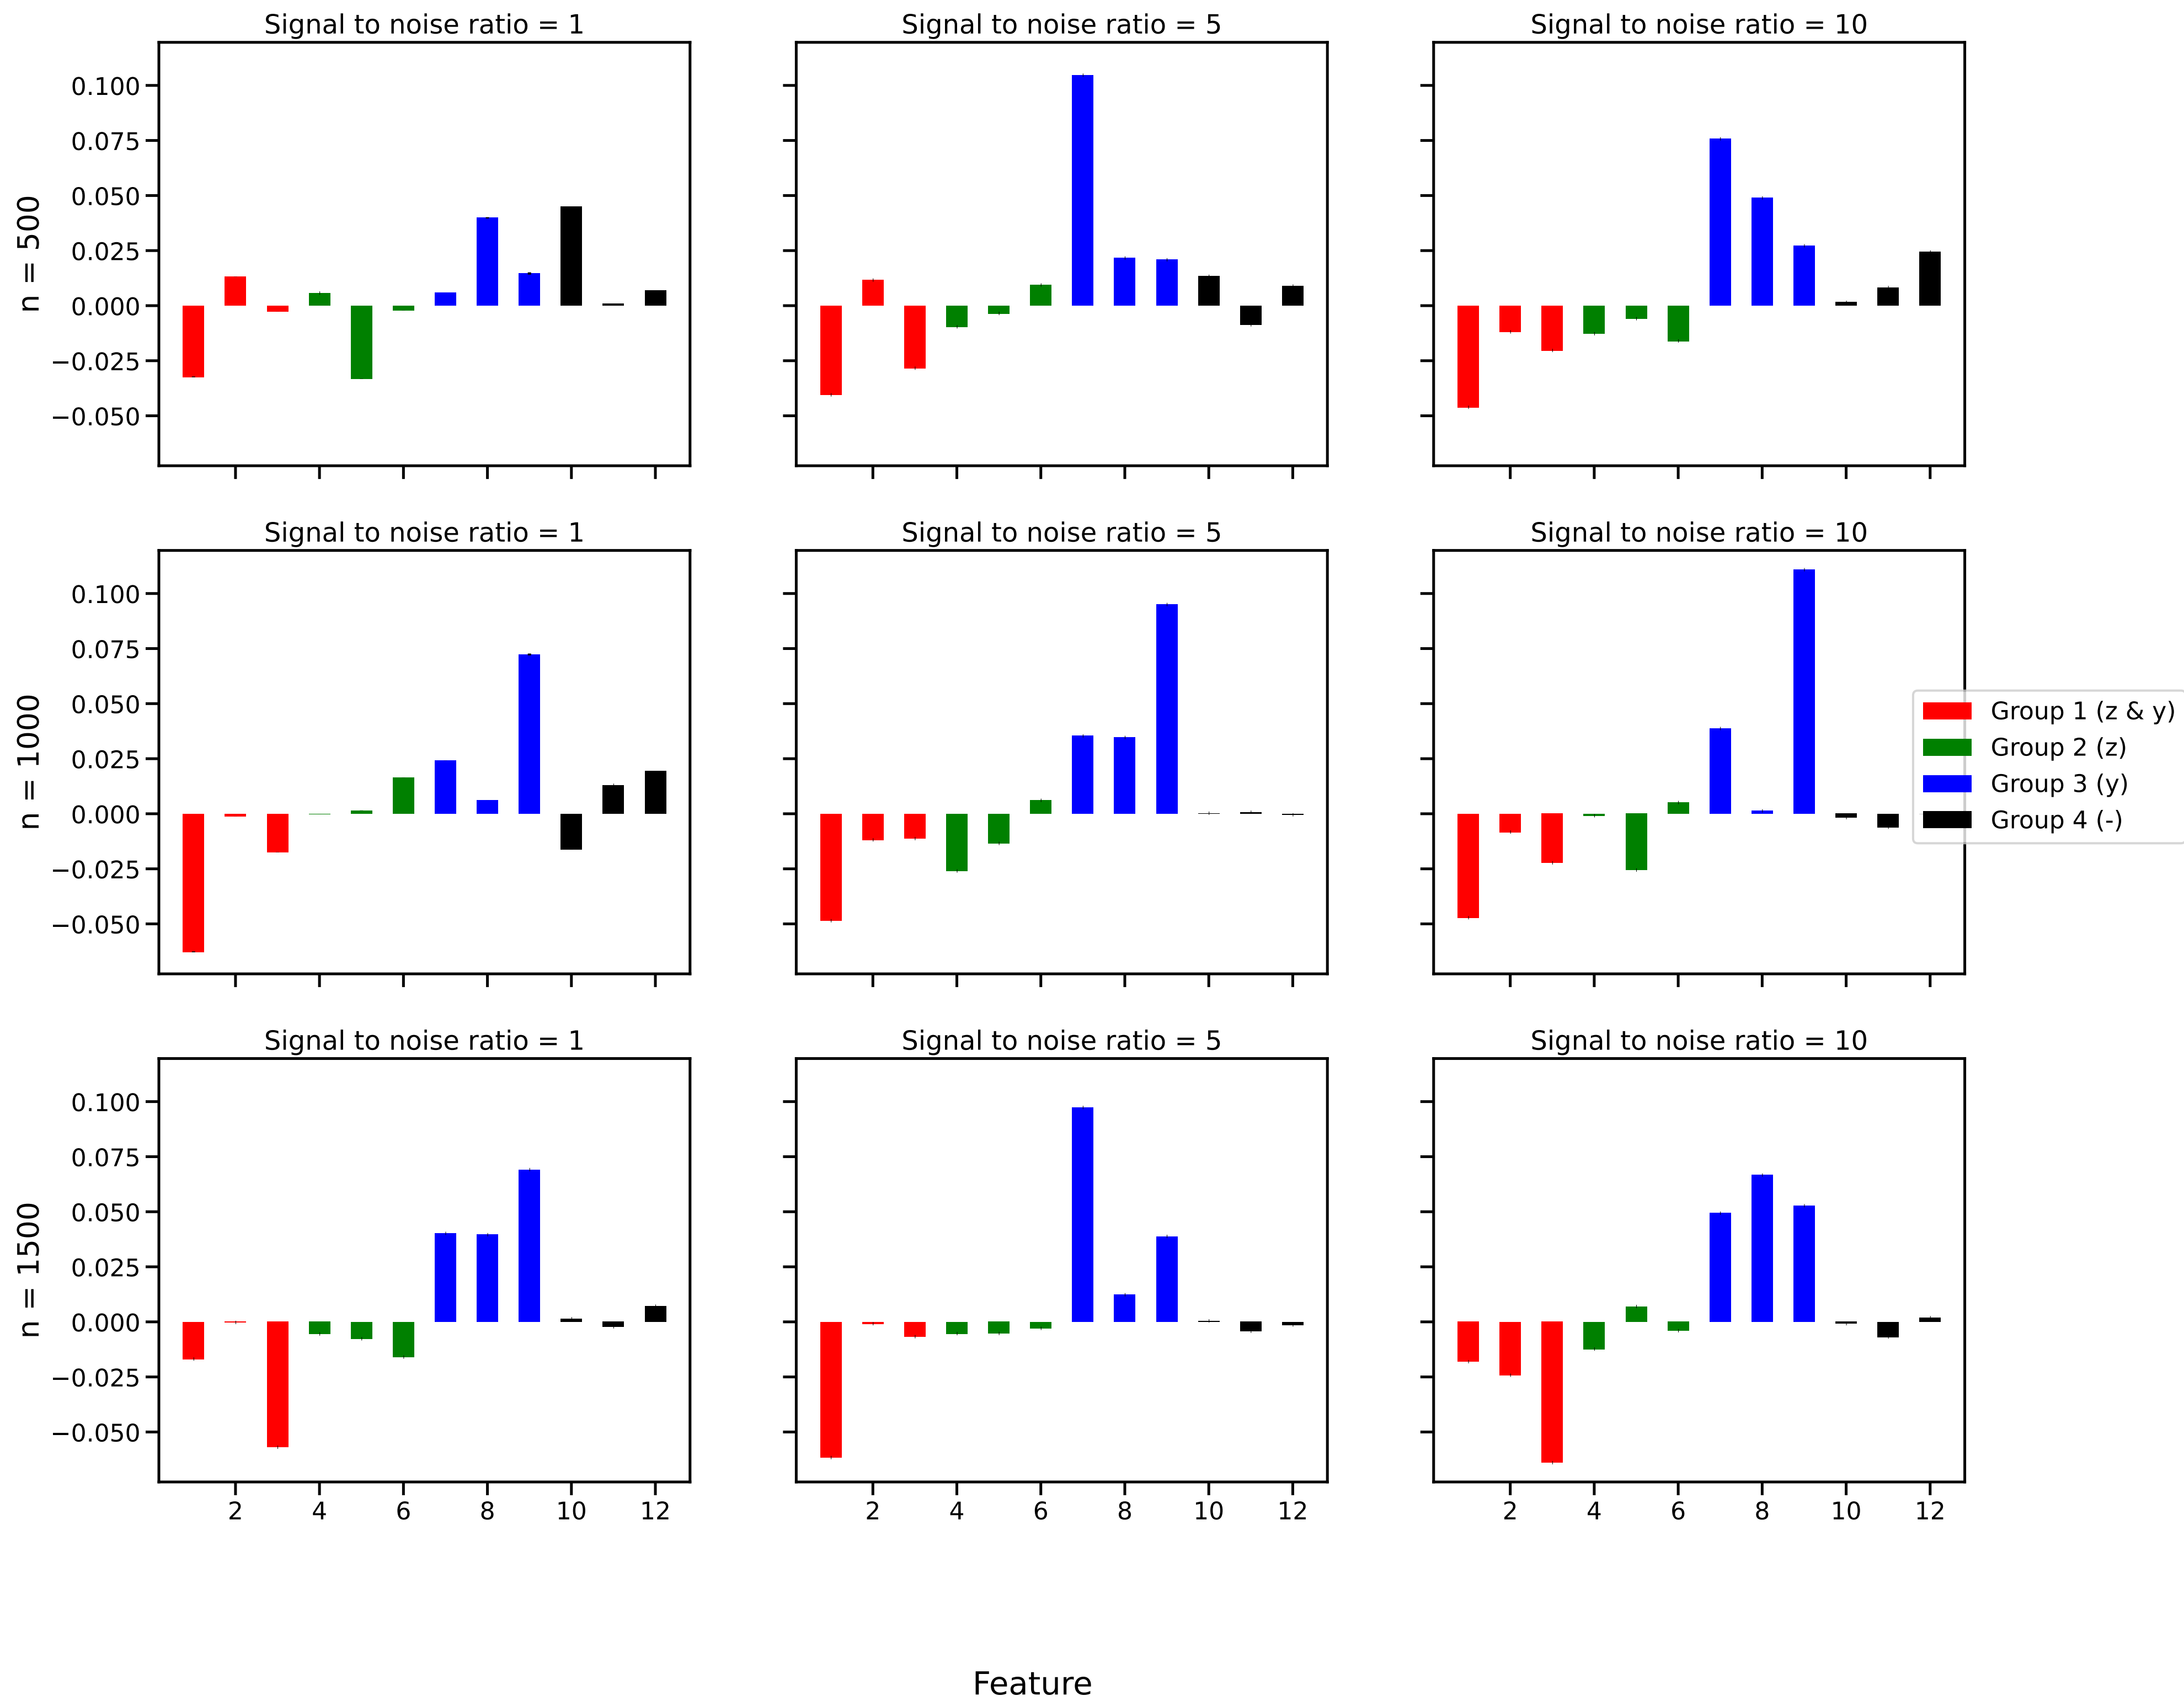 Signal to noise ratio = 1
Signal to noise ratio = 5
Signal to noise ratio = 10
n = 500
0.100
0.075
0.050
0.025
0.000
−0.025
−0.050
Signal to noise ratio = 1
Signal to noise ratio = 5
Signal to noise ratio = 10
n = 1000
0.100
0.075
0.050
0.025
0.000
−0.025
−0.050
Group 1 (z & y)
Group 2 (z)
Group 3 (y)
Group 4 (-)
Signal to noise ratio = 1
Signal to noise ratio = 5
Signal to noise ratio = 10
n = 1500
0.100
0.075
0.050
0.025
0.000
−0.025
−0.050
2 4 6 8 10 12
2 4 6 8 10 12
2 4 6 8 10 12
Feature